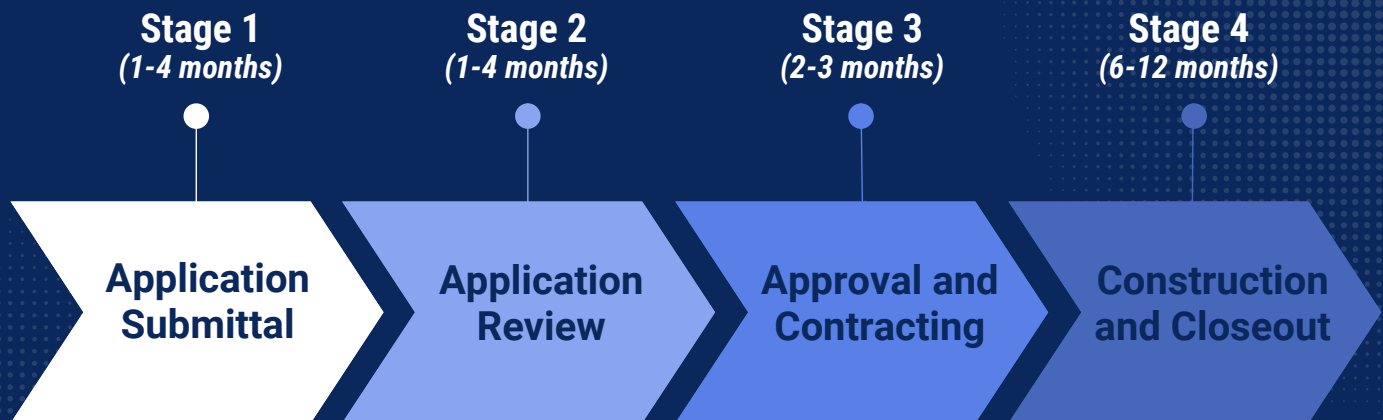 Stage 1
(1-4 months)
Stage 2
(1-4 months)
Stage 3
(2-3 months)
Stage 4
(6-12 months)
Application
Submittal
Application
Review
Approval and
Contracting
Construction
and Closeout